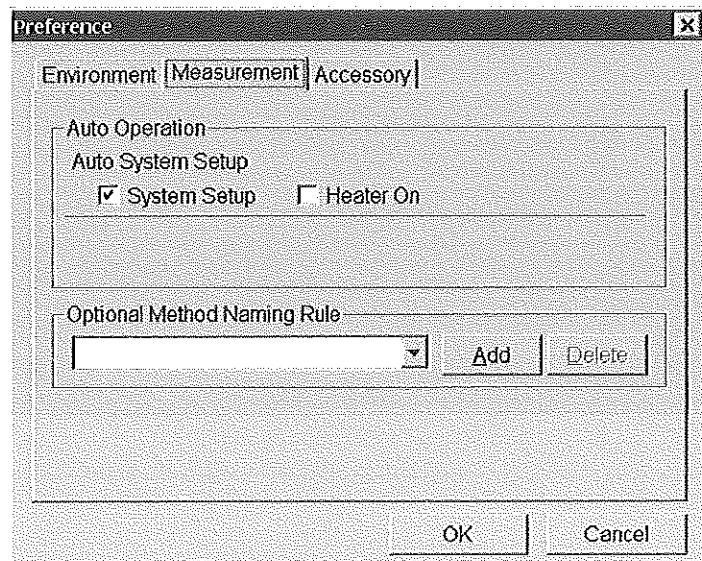 Preference
Environment Measurement Accessory
Auto Operation
Auto System Setup
System Setup Heater On
Optional Method Naming Rule
Add Delete
OK Cancel